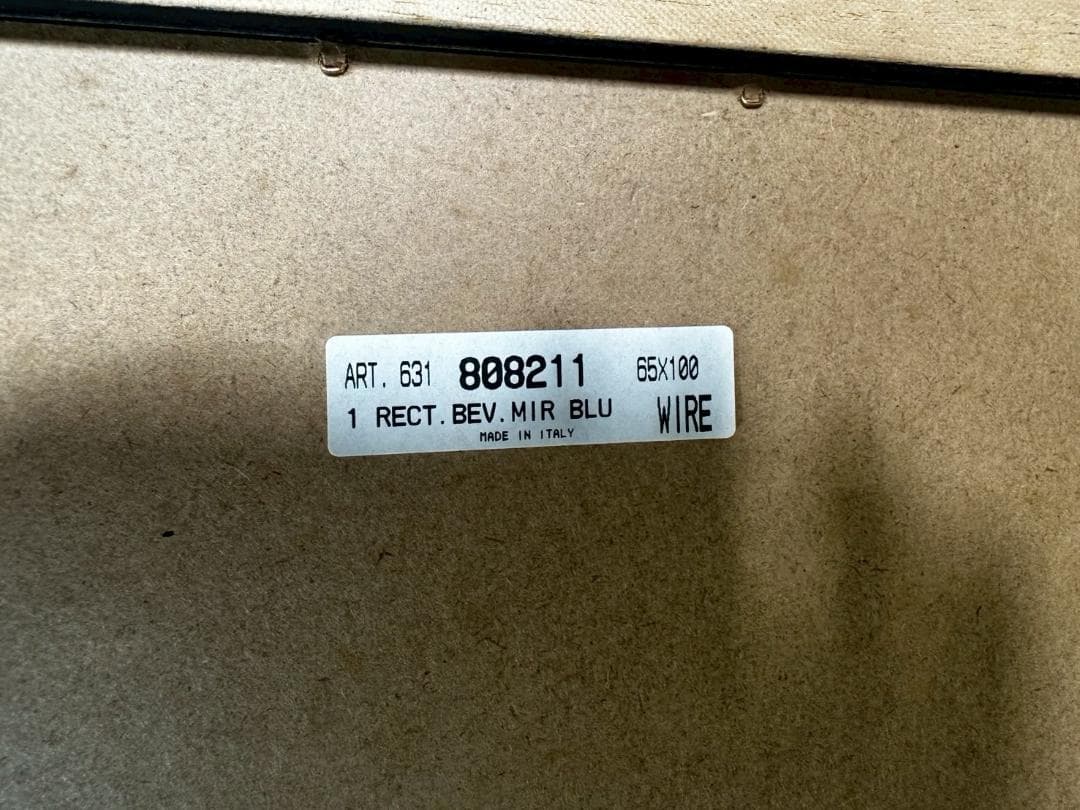 ART. 631 808211 65X100
1 RECT. BEV. MIR BLU WIRE
MADE IN ITALY